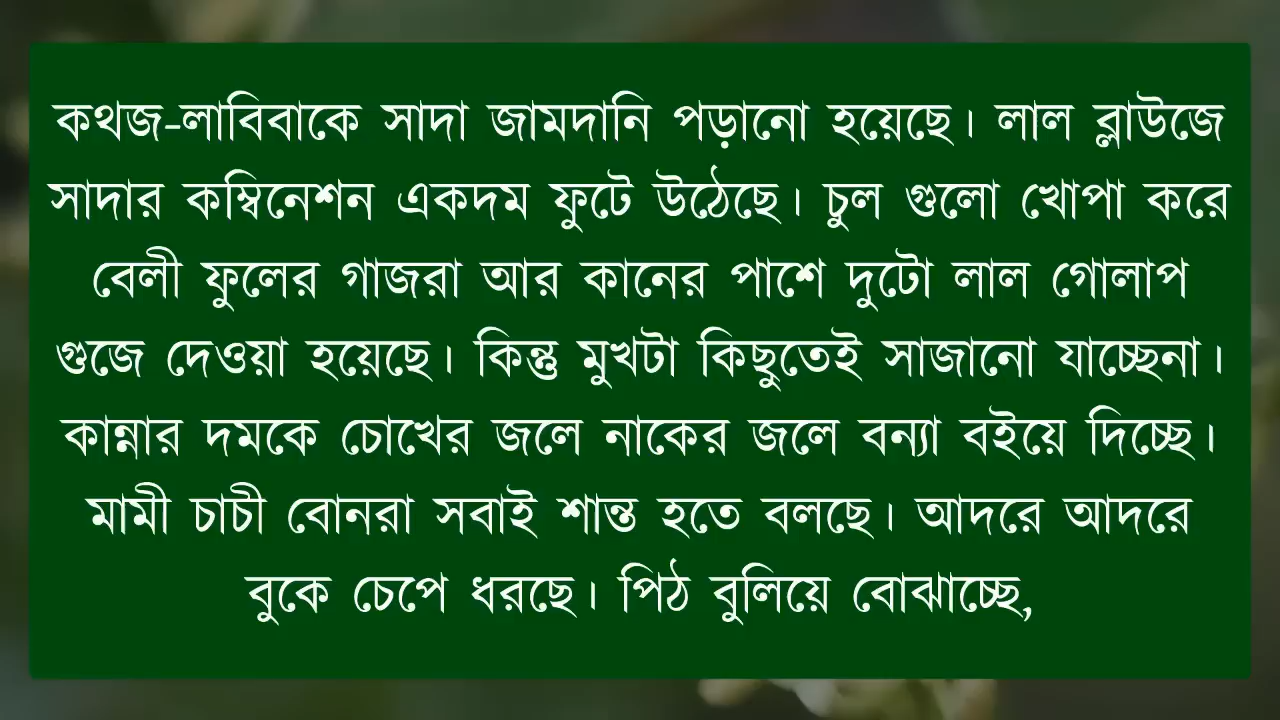 কথজ-লাবিবাকে সাদা জামদানি পড়ানো হয়েছে। লাল ব্লাউজে
সাদার কম্বিনেশন একদম ফুটে উঠেছে। চুল গুলো খোপা করে
বেলী ফুলের গাজরা আর কানের পাশে দুটো লাল গোলাপ
গুজে দেওয়া হয়েছে। কিন্তু মুখটা কিছুতেই সাজানো যাচ্ছেনা।
কান্নার দমকে চোখের জলে নাকের জলে বন্যা বইয়ে দিচ্ছে।
মামী চাচী বোনরা সবাই শান্ত হতে বলছে। আদরে আদরে
বুকে চেপে ধরছে। পিঠ বুলিয়ে বোঝাচ্ছে,